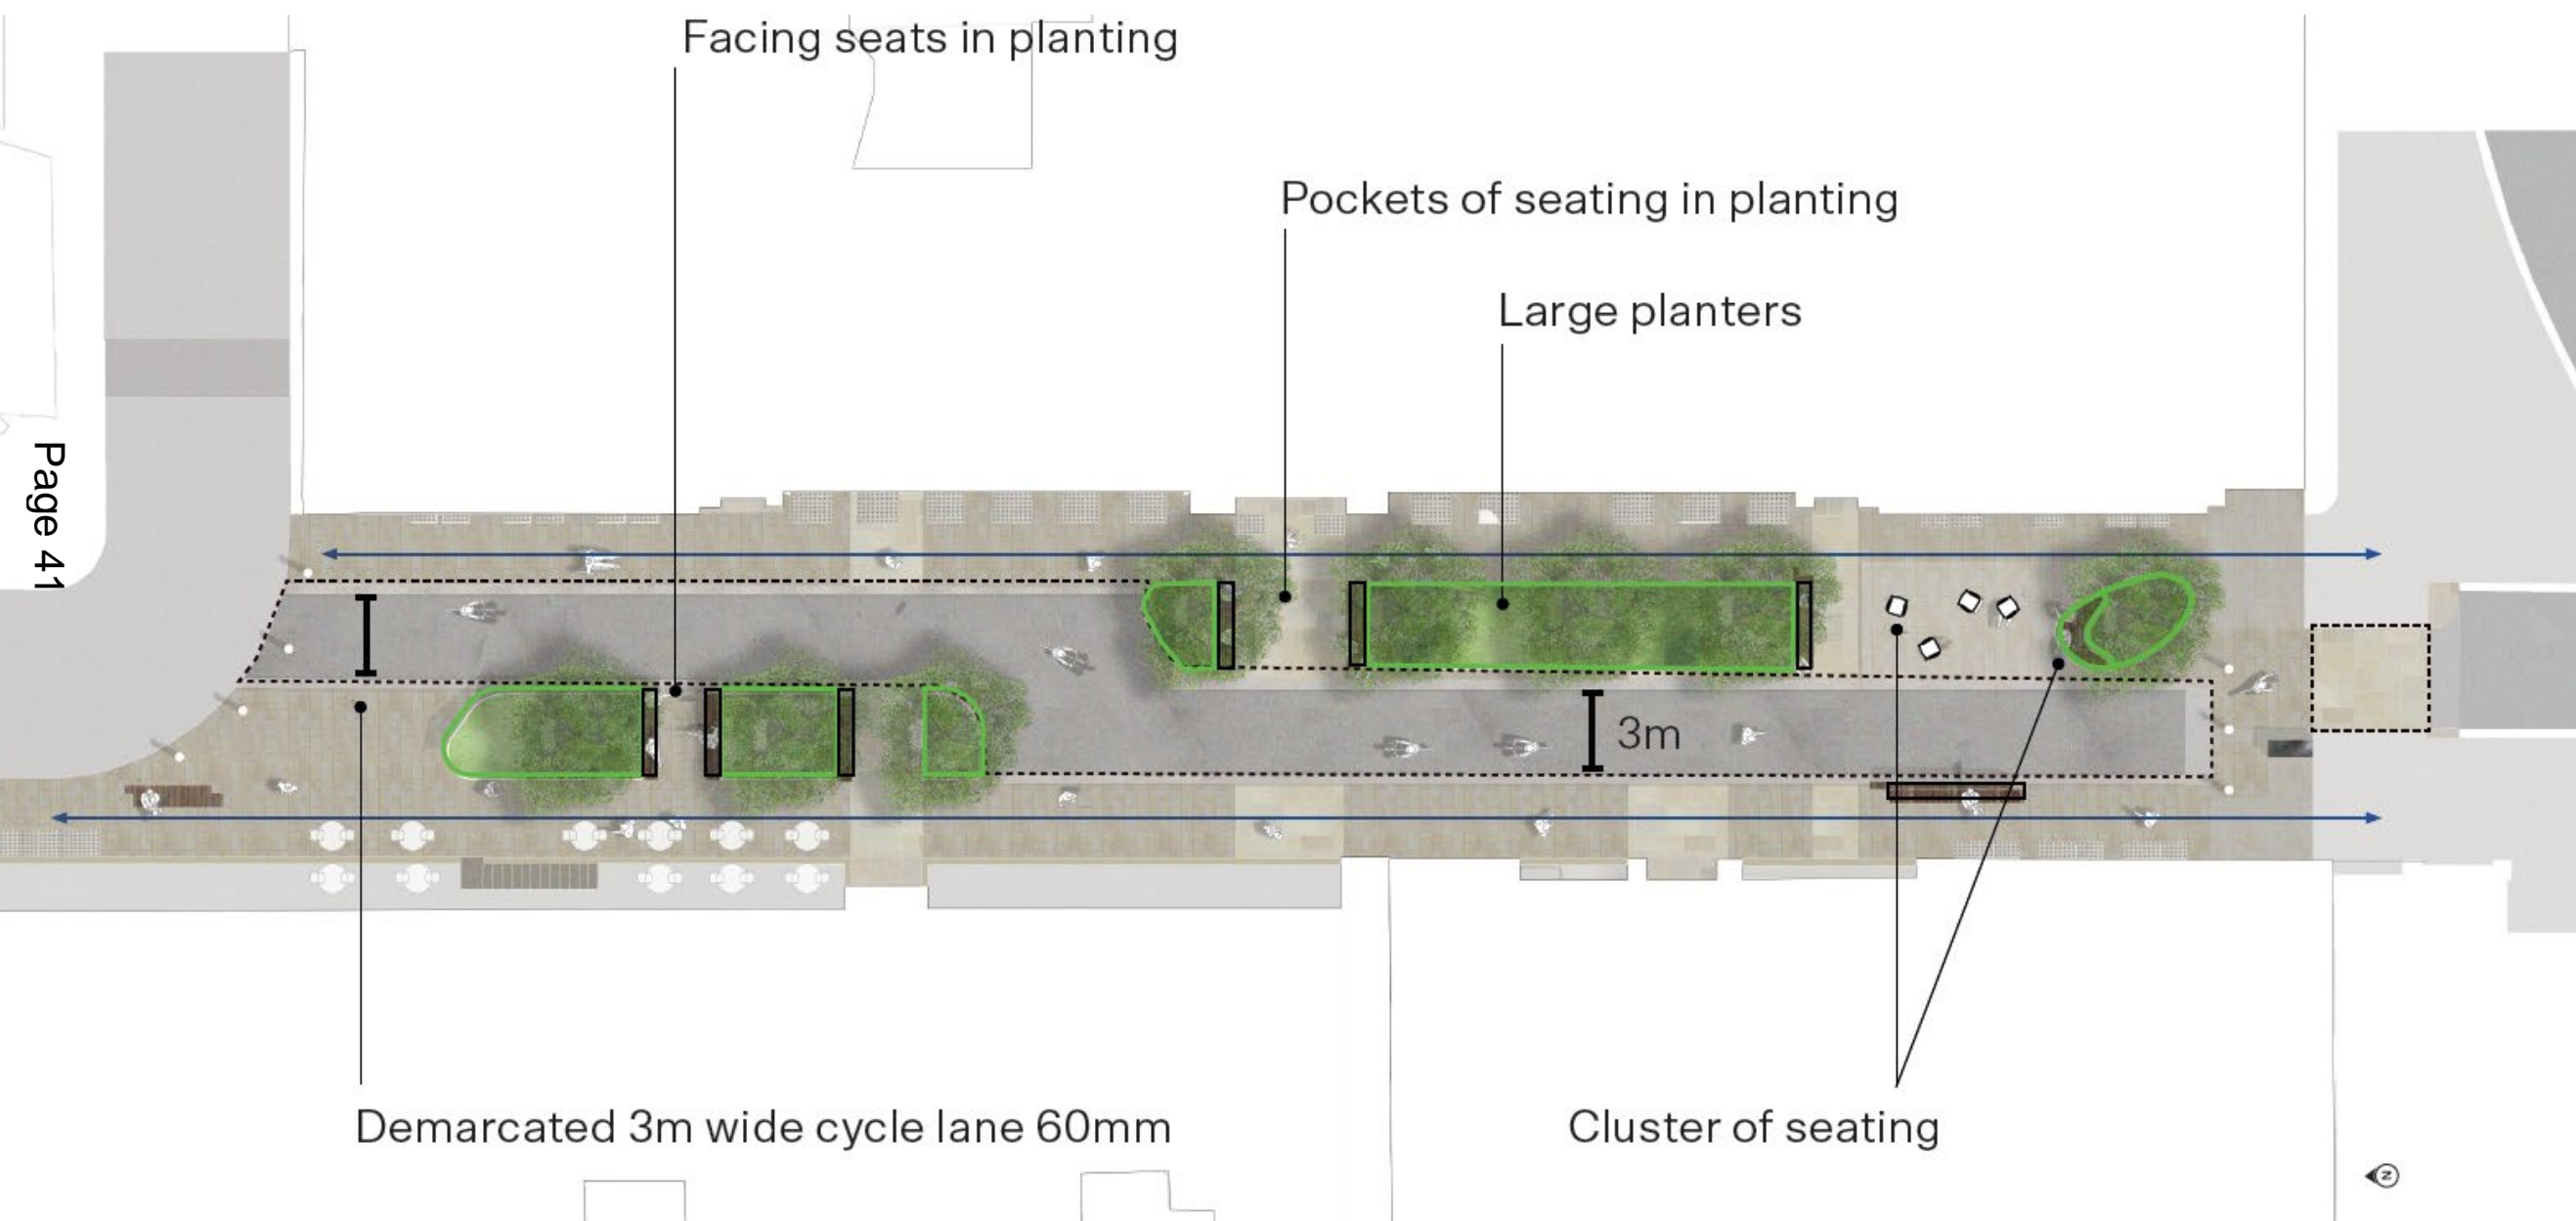 Facing seats in planting
Pockets of seating in planting
Large planters
Page 41
3m
Demarcated 3m wide cycle lane 60mm
Cluster of seating
N